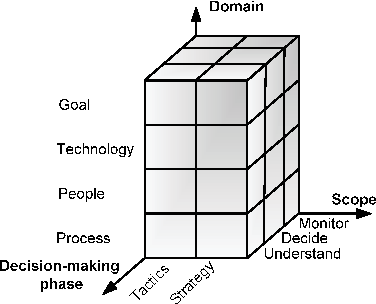 Domain
Goal
Technology
People
Process
Scope
Monitor
Decide
Understand
Decision-making
phase
Tactics
Strategy